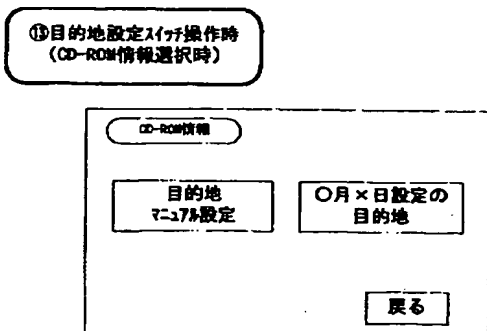 ⑬目的地設定スイッチ操作時
(CD-ROM情報選択時)
CD-ROM情報
目的地
マニュアル設定
〇月×日設定の
目的地
戻る